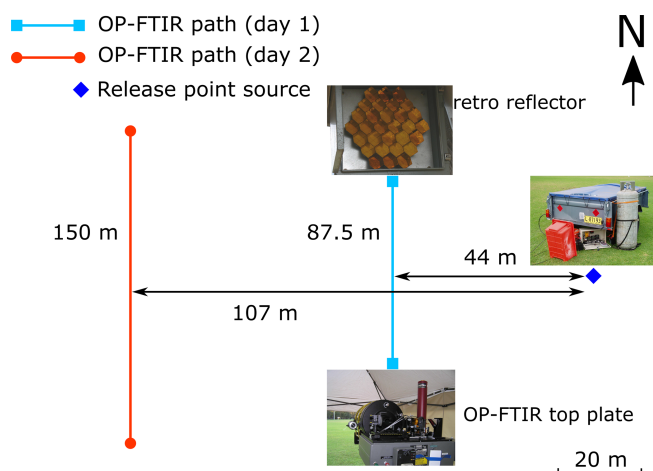 OP-FTIR path (day 1)
OP-FTIR path (day 2)
Release point source
N
retro reflector
150 m
87.5 m
44 m
107 m
OP-FTIR top plate
20 m